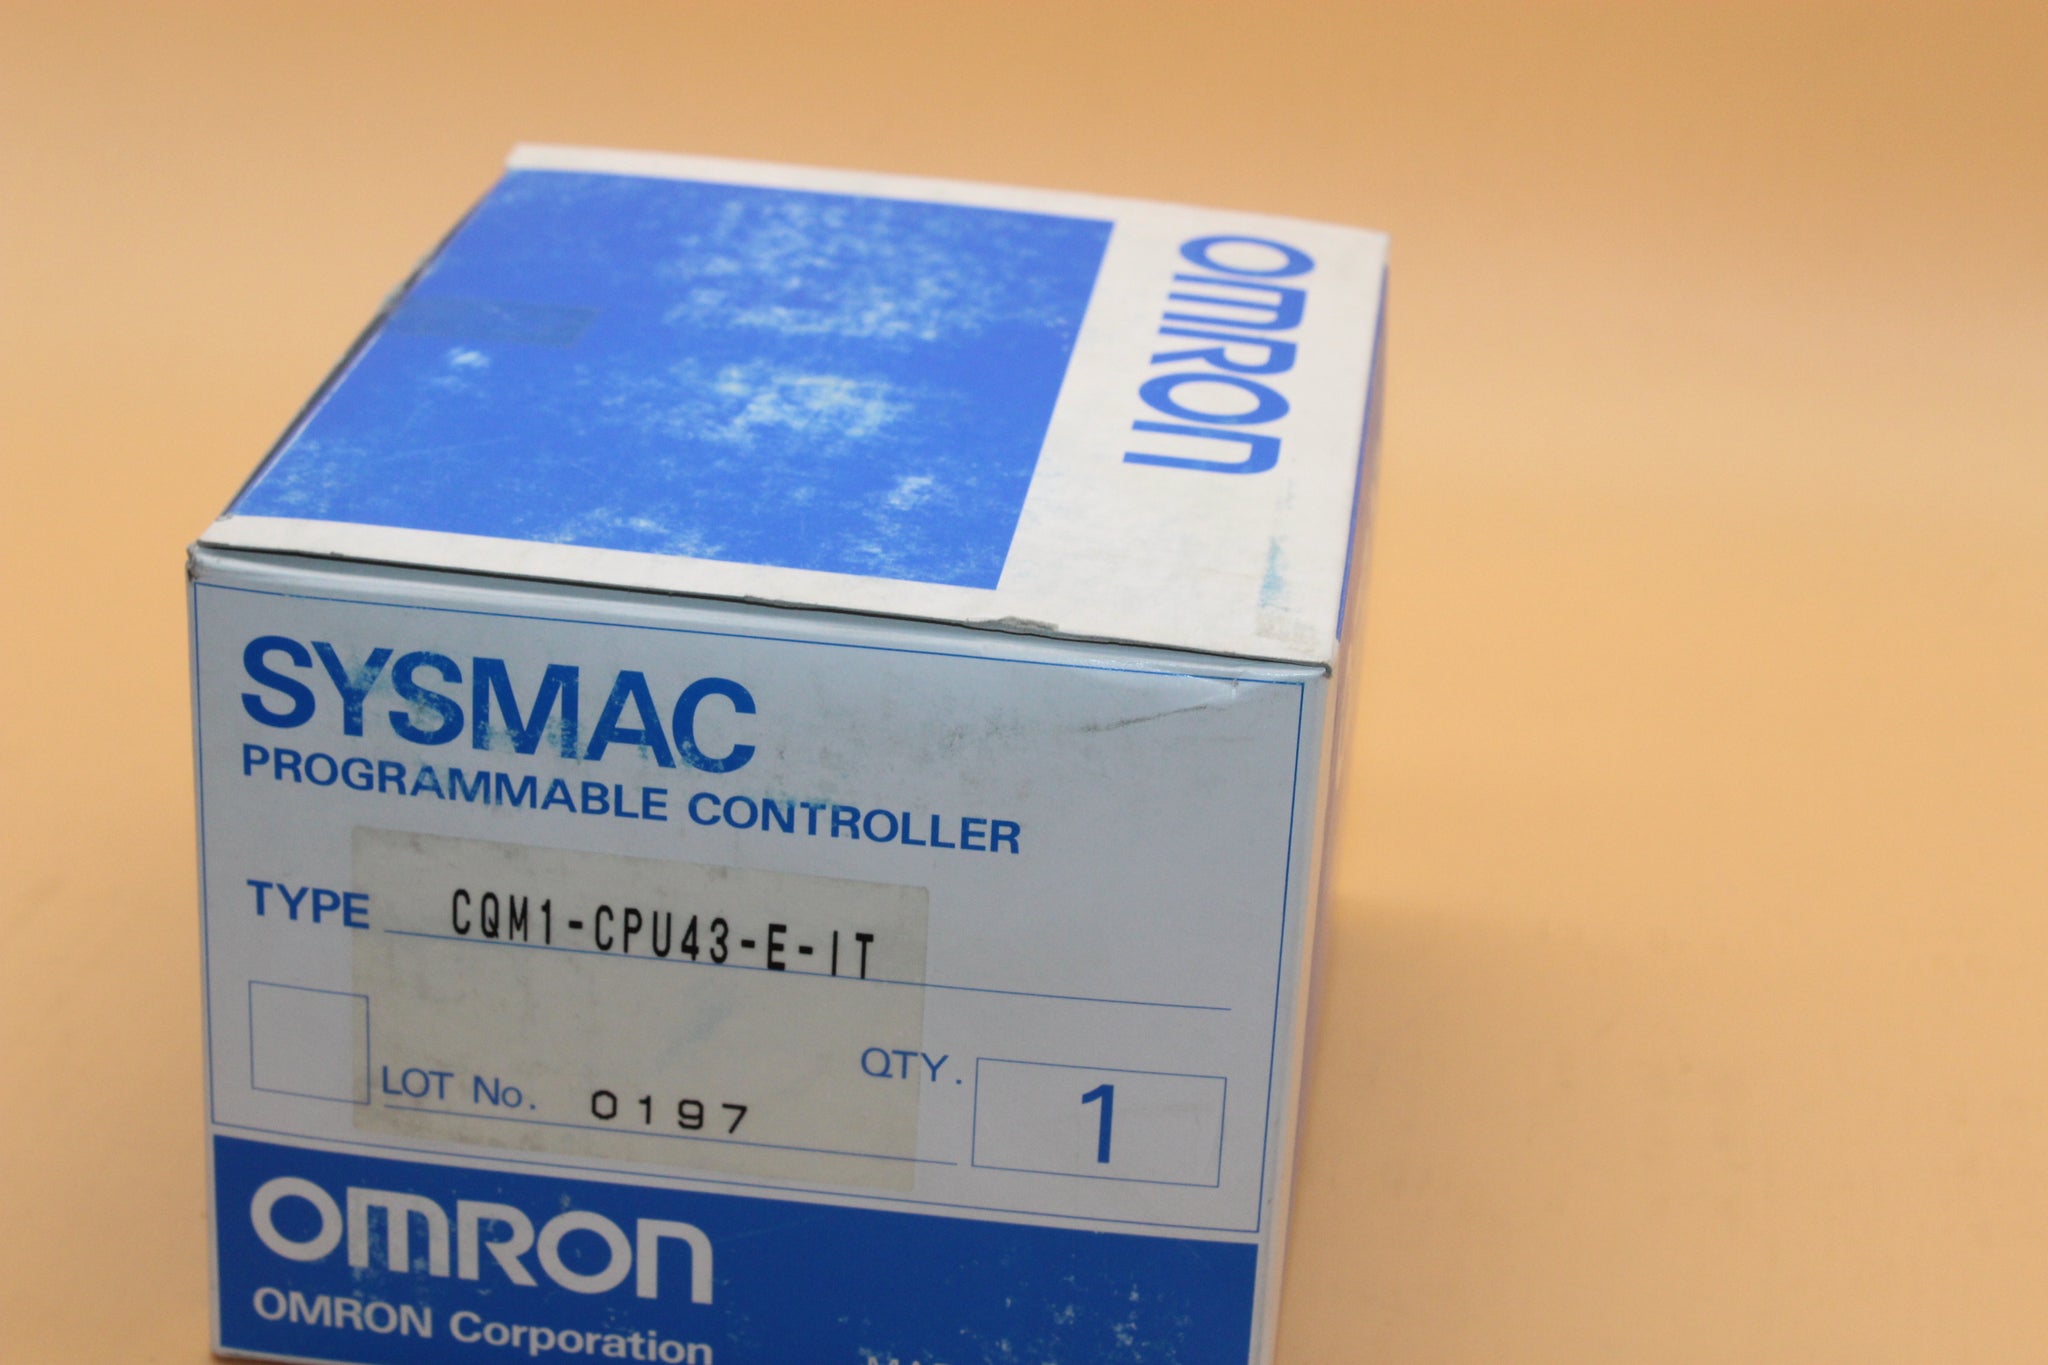 OMRON
SYSMAC
PROGRAMMABLE CONTROLLER
TYPE CQM1-CPU43-E-IT
QTY. 1
LOT No. 0197
OMRON
OMRON Corporation